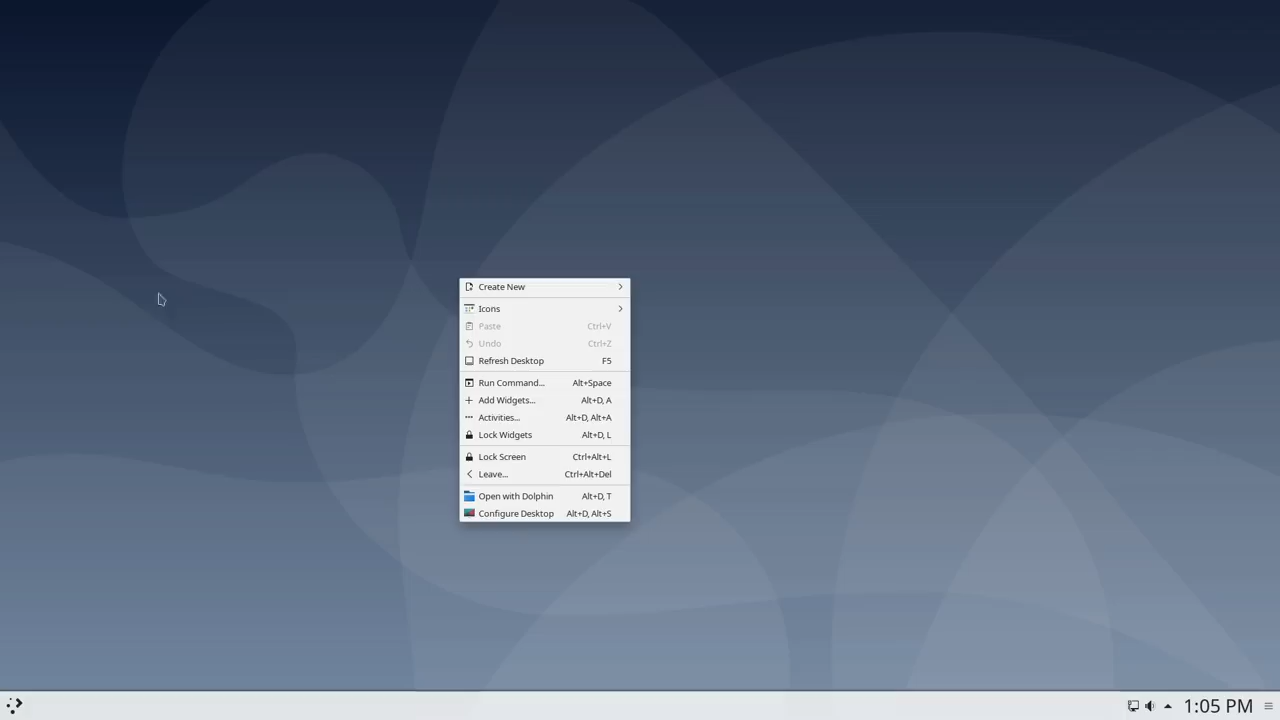 Create New
Icons
Paste Ctrl+V
Undo Ctrl+Z
Refresh Desktop F5
Run Command... Alt+Space
Add Widgets... Alt+D, A
Activities... Alt+D, Alt+A
Lock Widgets Alt+D, L
Lock Screen Ctrl+Alt+L
Leave... Ctrl+Alt+Del
Open with Dolphin Alt+D, T
Configure Desktop Alt+D, Alt+S
1:05 PM